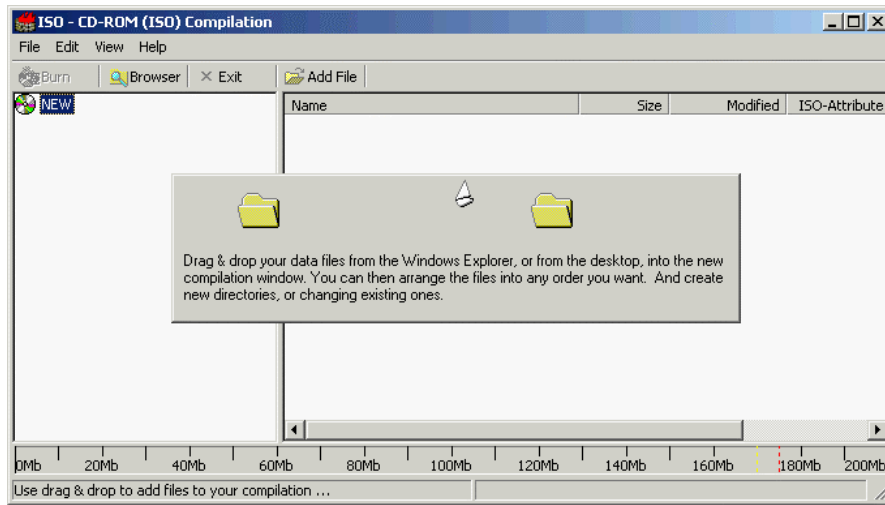 ISO - CD-ROM (ISO) Compilation
File Edit View Help
Burn Browser Exit Add File
NEW
Name Size Modified ISO-Attribute
Drag & drop your data files from the Windows Explorer, or from the desktop, into the new
compilation window. You can then arrange the files into any order you want. And create
new directories, or changing existing ones.
0Mb 20Mb 40Mb 60Mb 80Mb 100Mb 120Mb 140Mb 160Mb 180Mb 200Mb
Use drag & drop to add files to your compilation ...